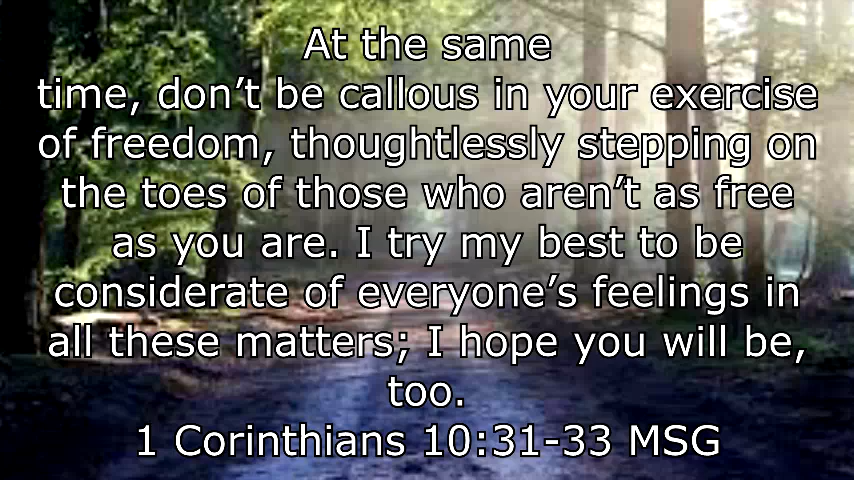 At the same
time, don’t be callous in your exercise
of freedom, thoughtlessly stepping on
the toes of those who aren’t as free
as you are. I try my best to be
considerate of everyone’s feelings in
all these matters; I hope you will be,
too.
1 Corinthians 10:31-33 MSG